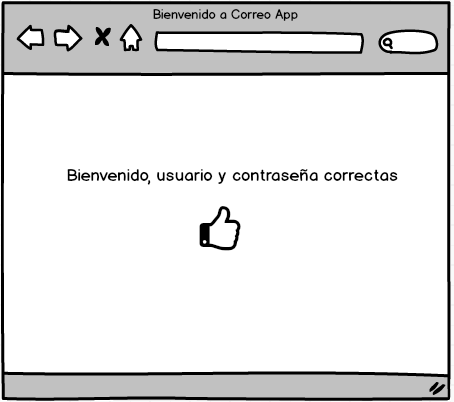 Bienvenido a Correo App
Bienvenido, usuario y contraseña correctas